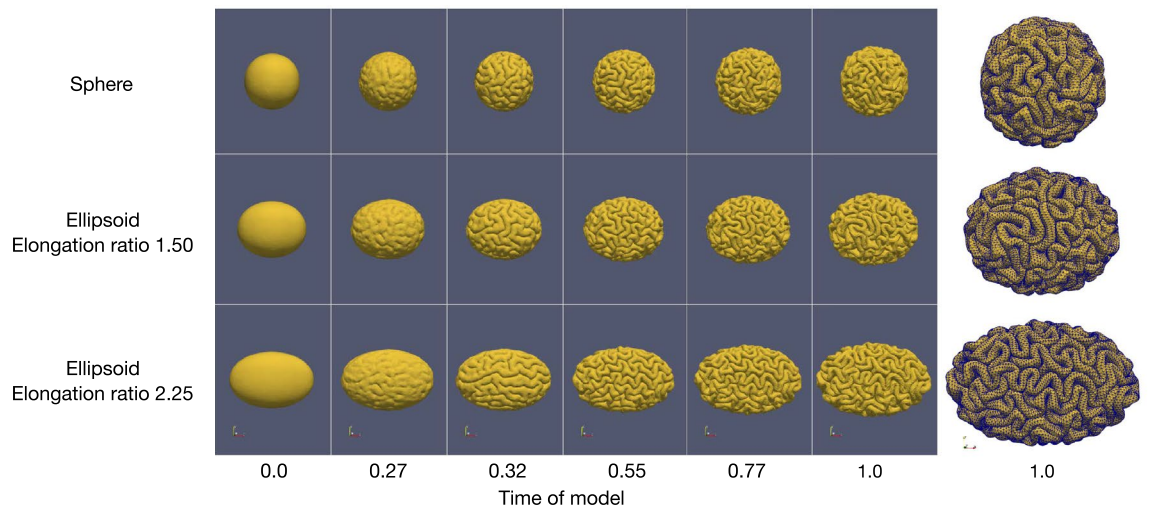 Sphere
Ellipsoid
Elongation ratio 1.50
Ellipsoid
Elongation ratio 2.25
0.0 0.27 0.32 0.55 0.77 1.0 1.0
Time of model